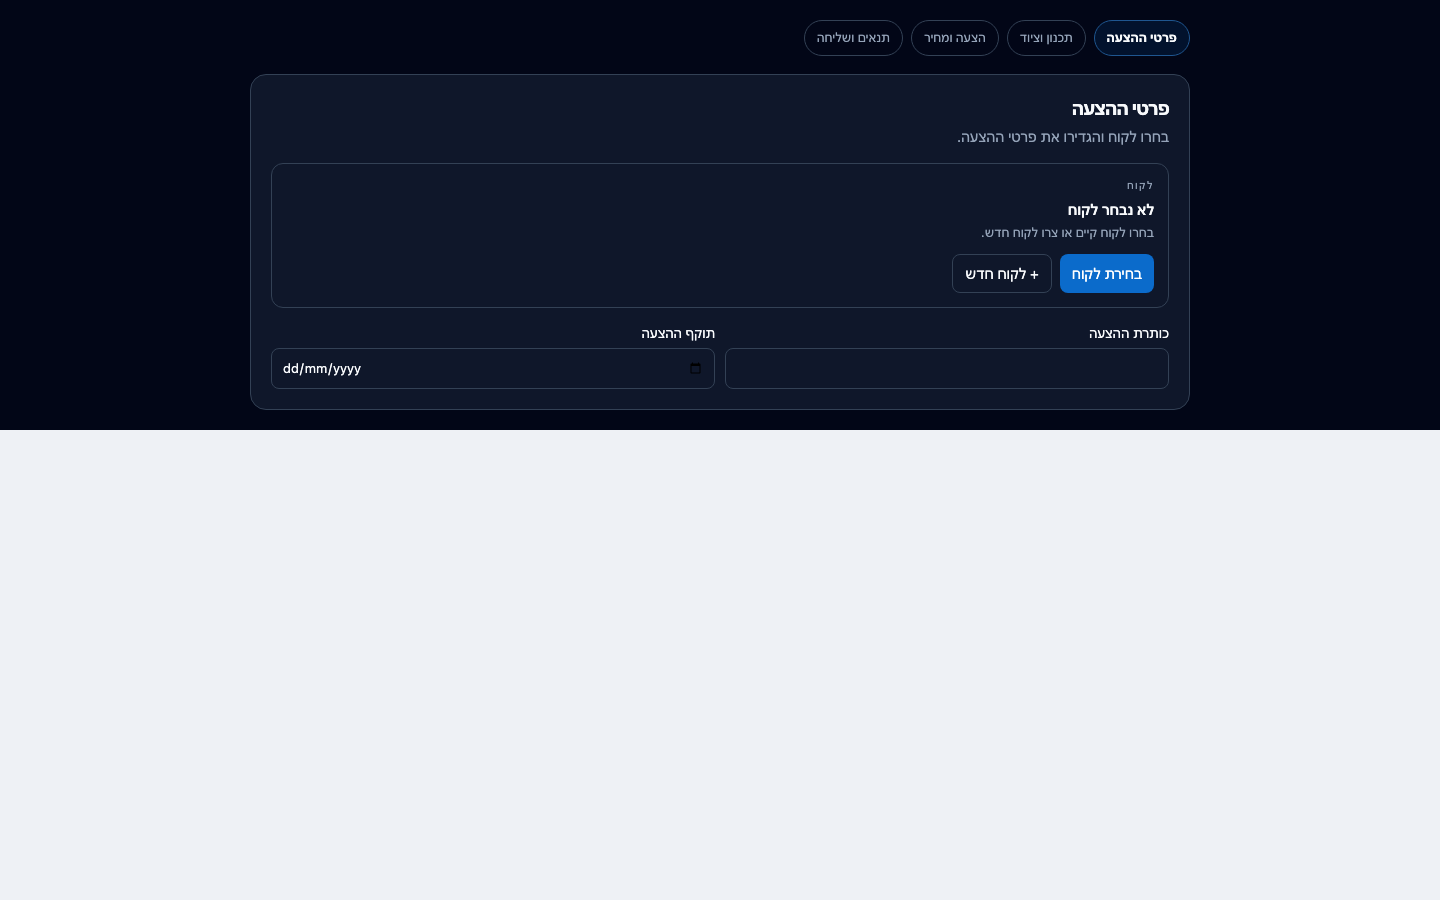 פרטי ההצעה תכנון וציוד הצעה ומחיר תנאים ושליחה
פרטי ההצעה
בחרו לקוח והגדירו את פרטי ההצעה.
לקוח
לא נבחר לקוח
בחרו לקוח קיים או צרו לקוח חדש.
בחירת לקוח + לקוח חדש
כותרת ההצעה תוקף ההצעה
dd/mm/yyyy